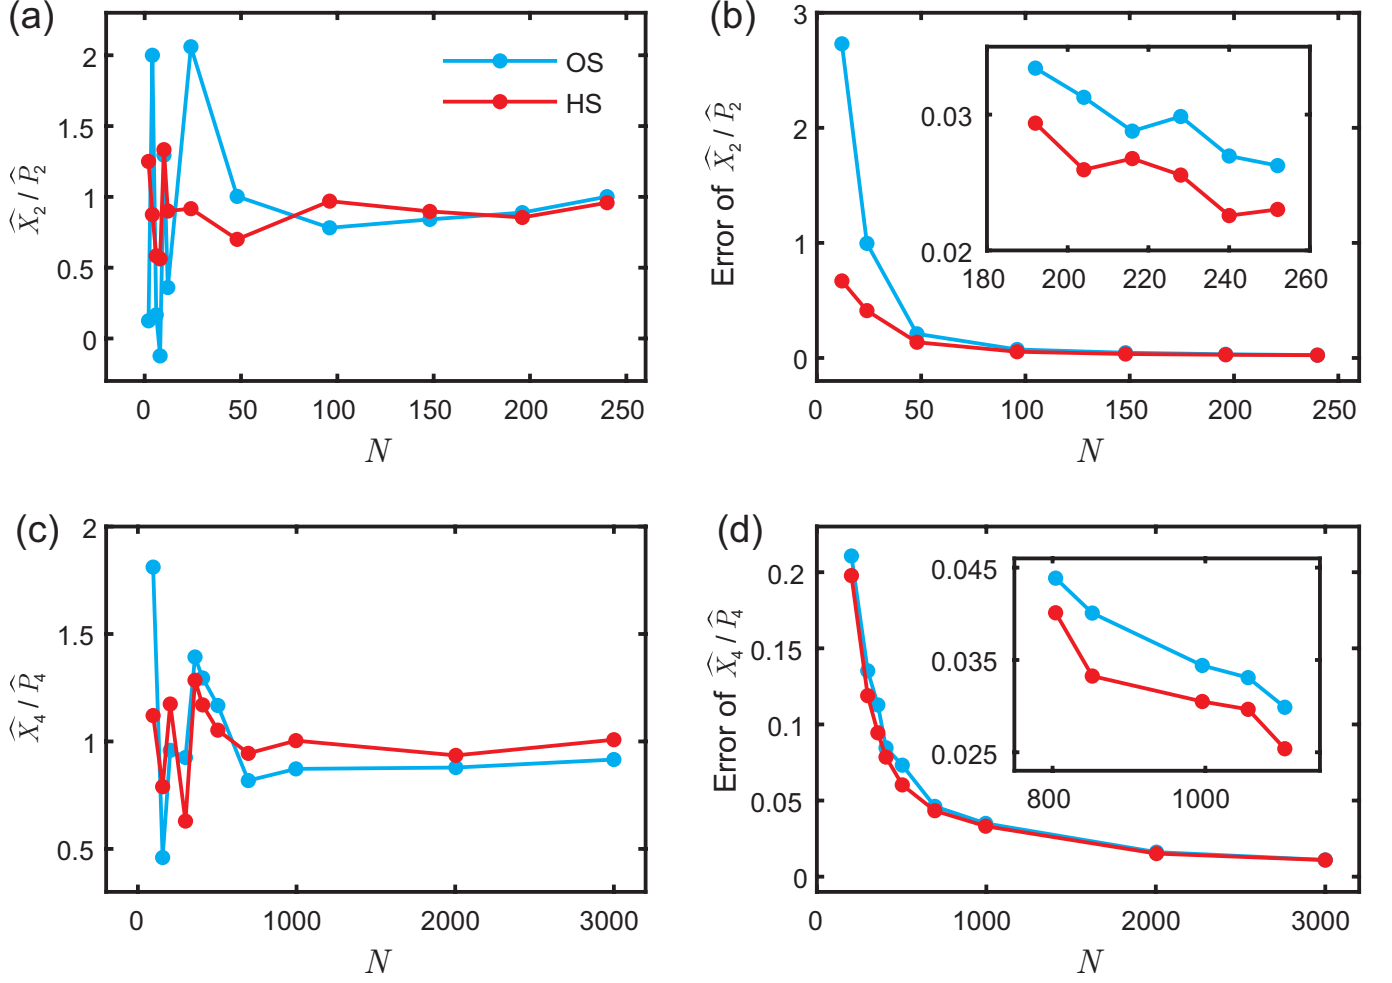 (a)
2
1.5
1
0.5
0
X̂₂ / P̂₂
OS
HS
0 50 100 150 200 250
N
(b)
3
2
1
0
Error of X̂₂ / P̂₂
0.03
0.02
180 200 220 240 260
0 50 100 150 200 250
N
(c)
2
1.5
1
0.5
X̂₄ / P̂₄
0 1000 2000 3000
N
(d)
0.2
0.15
0.1
0.05
0
Error of X̂₄ / P̂₄
0.045
0.035
0.025
800 1000
0 1000 2000 3000
N